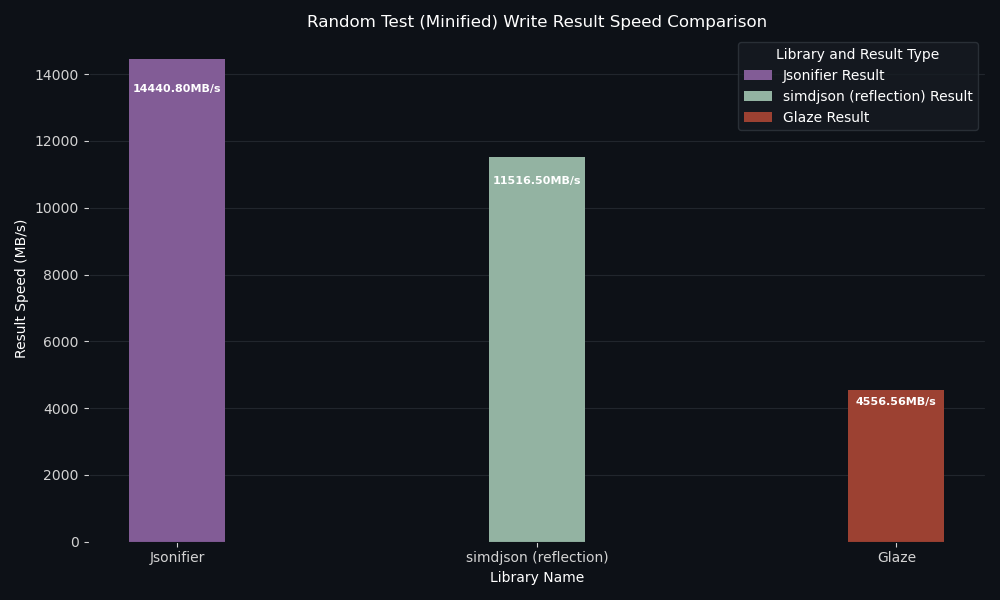 Random Test (Minified) Write Result Speed Comparison
Library and Result Type
Jsonifier Result
simdjson (reflection) Result
Glaze Result
Result Speed (MB/s)
14000
12000
10000
8000
6000
4000
2000
0
14440.80MB/s
11516.50MB/s
4556.56MB/s
Jsonifier
simdjson (reflection)
Glaze
Library Name